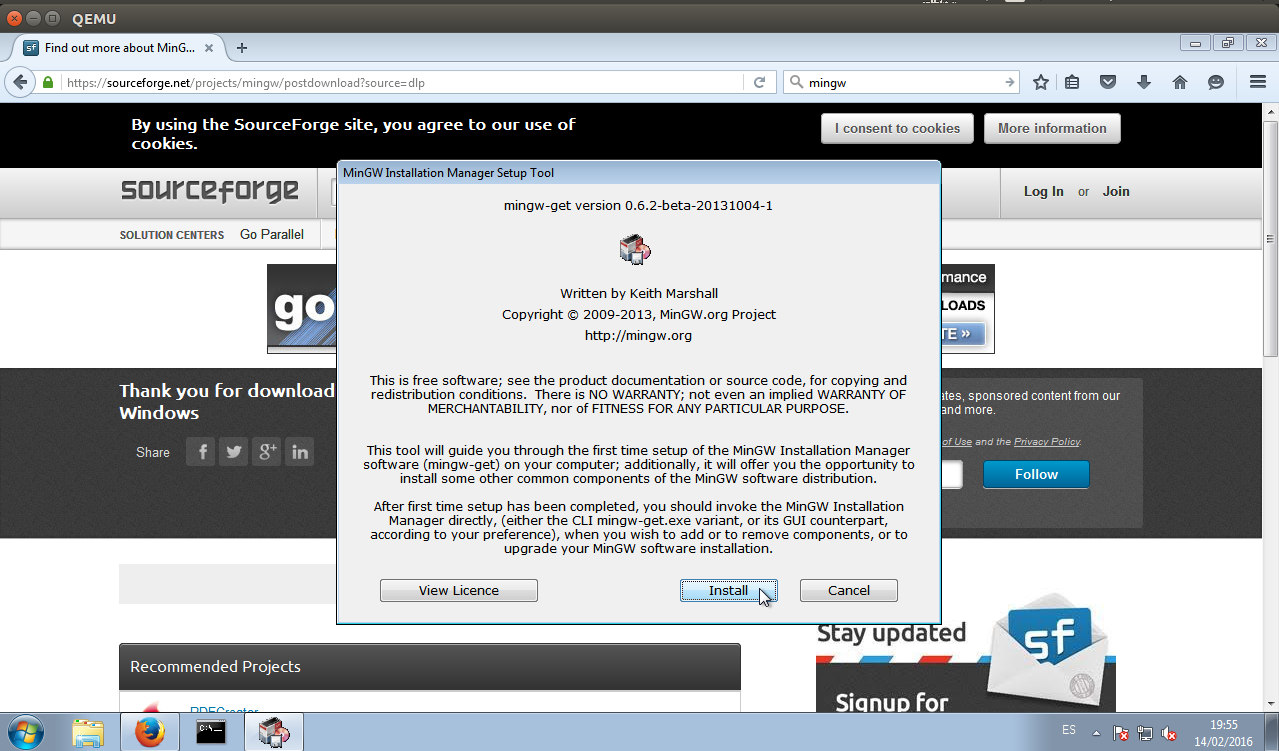 QEMU
Find out more about MinG...
https://sourceforge.net/projects/mingw/postdownload?source=dlp
mingw
By using the SourceForge site, you agree to our use of
cookies.
I consent to cookies
More information
sourceforge
Log In or Join
SOLUTION CENTERS Go Parallel
go
mance
LOADS
TE »
MinGW Installation Manager Setup Tool
mingw-get version 0.6.2-beta-20131004-1
Written by Keith Marshall
Copyright © 2009-2013, MinGW.org Project
http://mingw.org
This is free software; see the product documentation or source code, for copying and
redistribution conditions. There is NO WARRANTY; not even an implied WARRANTY OF
MERCHANTABILITY, nor of FITNESS FOR ANY PARTICULAR PURPOSE.
This tool will guide you through the first time setup of the MinGW Installation Manager
software (mingw-get) on your computer; additionally, it will offer you the opportunity to
install some other common components of the MinGW software distribution.
After first time setup has been completed, you should invoke the MinGW Installation
Manager directly, (either the CLI mingw-get.exe variant, or its GUI counterpart,
according to your preference), when you wish to add or to remove components, or to
upgrade your MinGW software installation.
View Licence
Install
Cancel
Thank you for download
Windows
Share
ates, sponsored content from our
and more.
of Use and the Privacy Policy.
Follow
Recommended Projects
PDFCreator
Stay updated
sf
Signup for
ES
19:55
14/02/2016